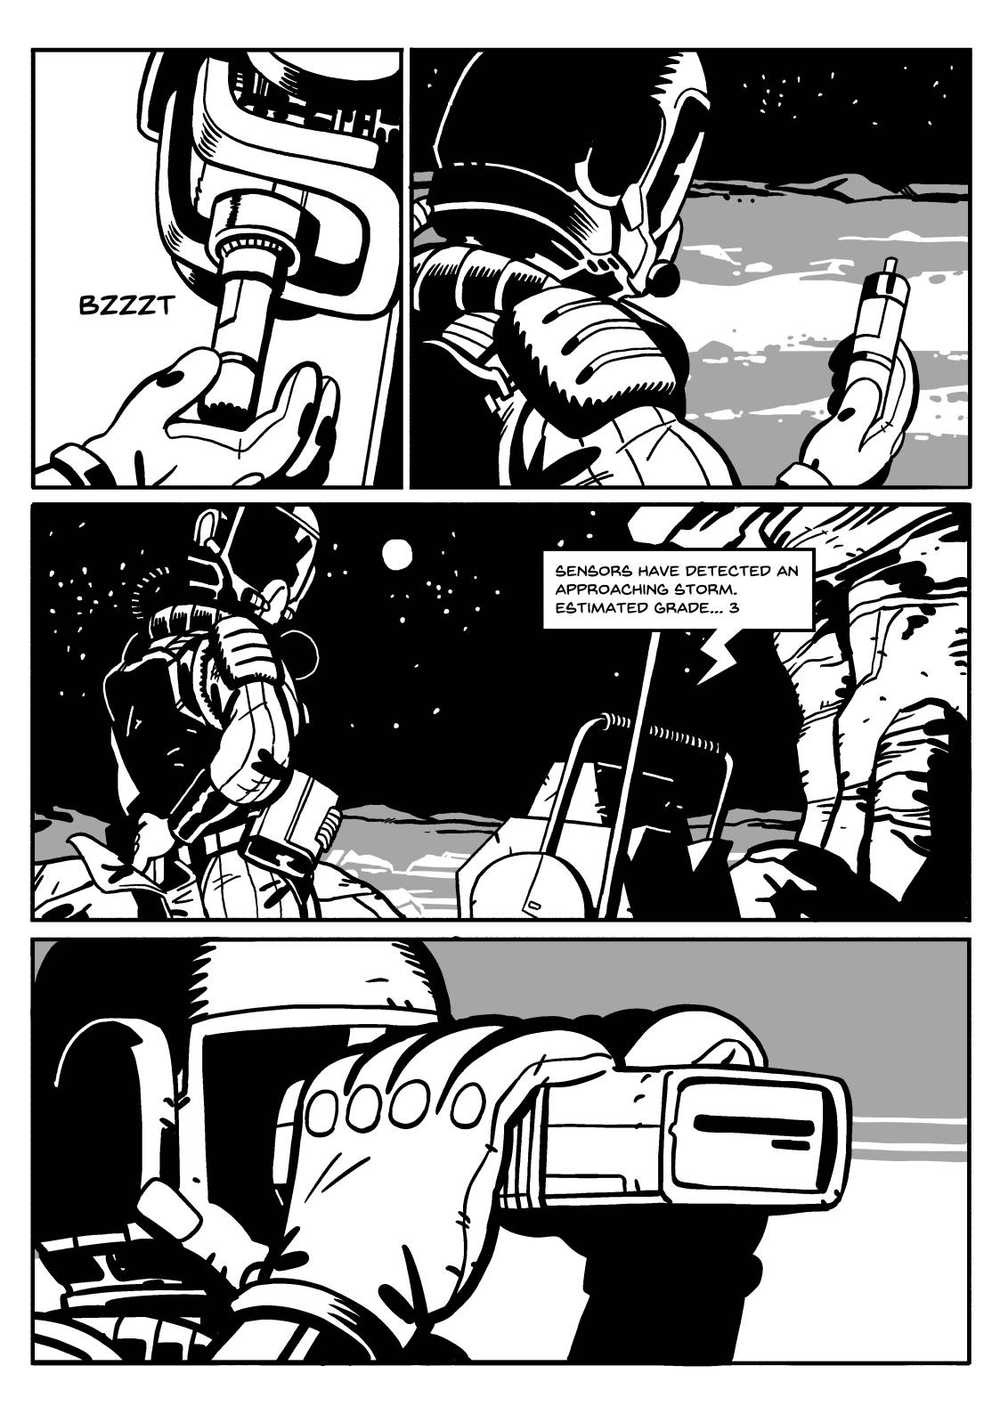 BZZZT
SENSORS HAVE DETECTED AN
APPROACHING STORM.
ESTIMATED GRADE... 3